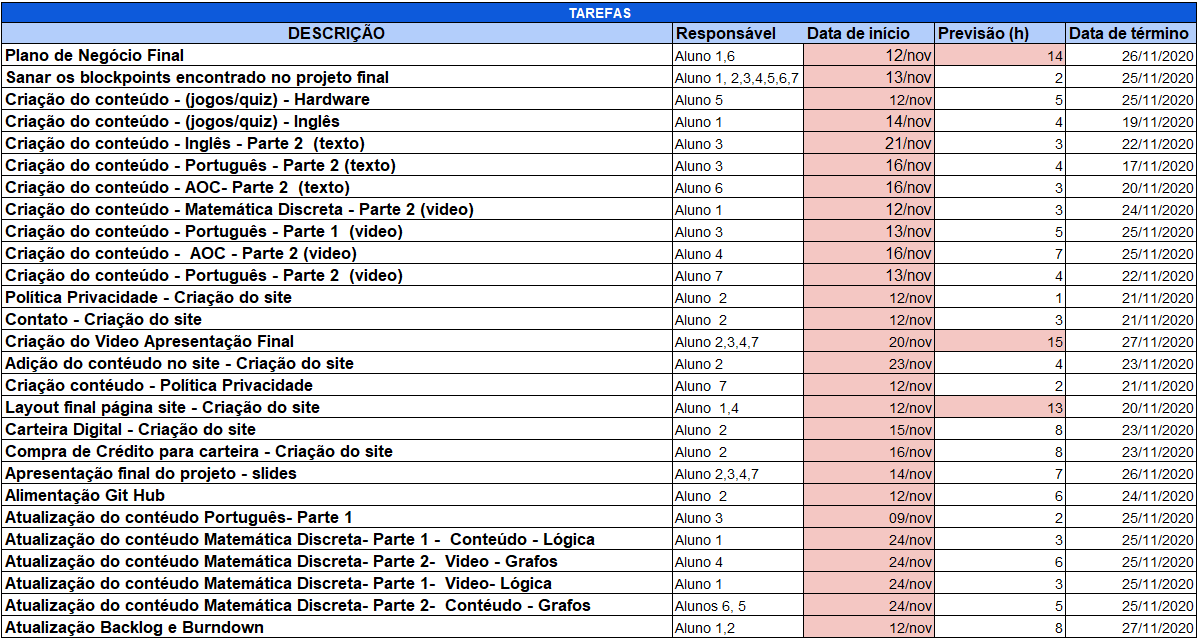 TAREFAS
DESCRIÇÃO Responsável Data de início Previsão (h) Data de término
Plano de Negócio Final Aluno 1,6 12/nov 14 26/11/2020
Sanar os blockpoints encontrado no projeto final Aluno 1, 2,3,4,5,6,7 13/nov 2 25/11/2020
Criação do conteúdo - (jogos/quiz) - Hardware Aluno 5 12/nov 5 25/11/2020
Criação do conteúdo - (jogos/quiz) - Inglês Aluno 1 14/nov 4 19/11/2020
Criação do conteúdo - Inglês - Parte 2 (texto) Aluno 3 21/nov 3 22/11/2020
Criação do conteúdo - Português - Parte 2 (texto) Aluno 3 16/nov 4 17/11/2020
Criação do conteúdo - AOC- Parte 2 (texto) Aluno 6 16/nov 3 20/11/2020
Criação do conteúdo - Matemática Discreta - Parte 2 (video) Aluno 1 12/nov 3 24/11/2020
Criação do conteúdo - Português - Parte 1 (video) Aluno 3 13/nov 5 25/11/2020
Criação do conteúdo - AOC - Parte 2 (video) Aluno 4 16/nov 7 25/11/2020
Criação do conteúdo - Português - Parte 2 (video) Aluno 7 13/nov 4 22/11/2020
Política Privacidade - Criação do site Aluno 2 12/nov 1 21/11/2020
Contato - Criação do site Aluno 2 12/nov 3 21/11/2020
Criação do Video Apresentação Final Aluno 2,3,4,7 20/nov 15 27/11/2020
Adição do contéudo no site - Criação do site Aluno 2 23/nov 4 23/11/2020
Criação contéudo - Política Privacidade Aluno 7 12/nov 2 21/11/2020
Layout final página site - Criação do site Aluno 1,4 12/nov 13 20/11/2020
Carteira Digital - Criação do site Aluno 2 15/nov 8 23/11/2020
Compra de Crédito para carteira - Criação do site Aluno 2 16/nov 8 23/11/2020
Apresentação final do projeto - slides Aluno 2,3,4,7 14/nov 7 26/11/2020
Alimentação Git Hub Aluno 2 12/nov 6 24/11/2020
Atualização do contéudo Português- Parte 1 Aluno 3 09/nov 2 25/11/2020
Atualização do contéudo Matemática Discreta- Parte 1 - Conteúdo - Lógica Aluno 1 24/nov 3 25/11/2020
Atualização do contéudo Matemática Discreta- Parte 2- Video - Grafos Aluno 4 24/nov 6 25/11/2020
Atualização do contéudo Matemática Discreta- Parte 1- Video- Lógica Aluno 1 24/nov 3 25/11/2020
Atualização do contéudo Matemática Discreta- Parte 2- Contéudo - Grafos Alunos 6, 5 24/nov 5 25/11/2020
Atualização Backlog e Burndown Aluno 1,2 12/nov 8 27/11/2020